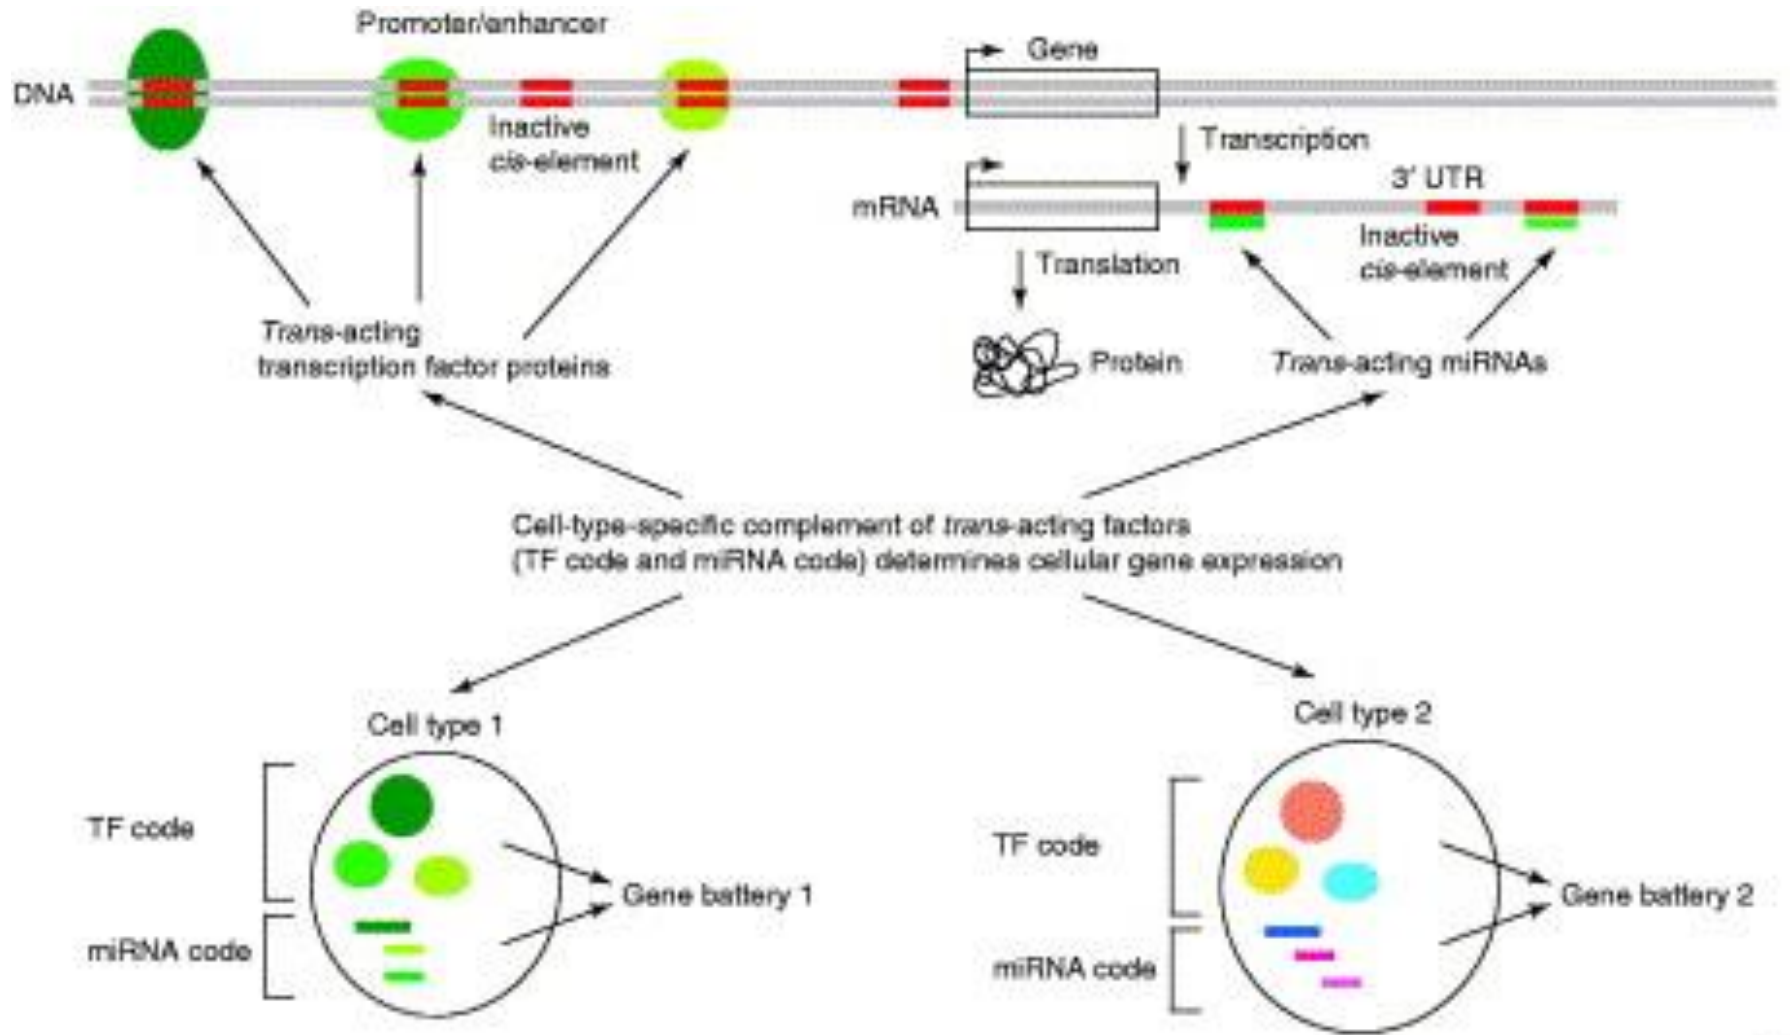 Promoter/enhancer
Gene
DNA
Inactive
cis-element
Transcription
3' UTR
mRNA
Inactive
cis-element
Translation
Trans-acting
transcription factor proteins
Protein
Trans-acting miRNAs
Cell-type-specific complement of trans-acting factors
(TF code and miRNA code) determines cellular gene expression
Cell type 1
Cell type 2
TF code
TF code
Gene battery 1
Gene battery 2
miRNA code
miRNA code